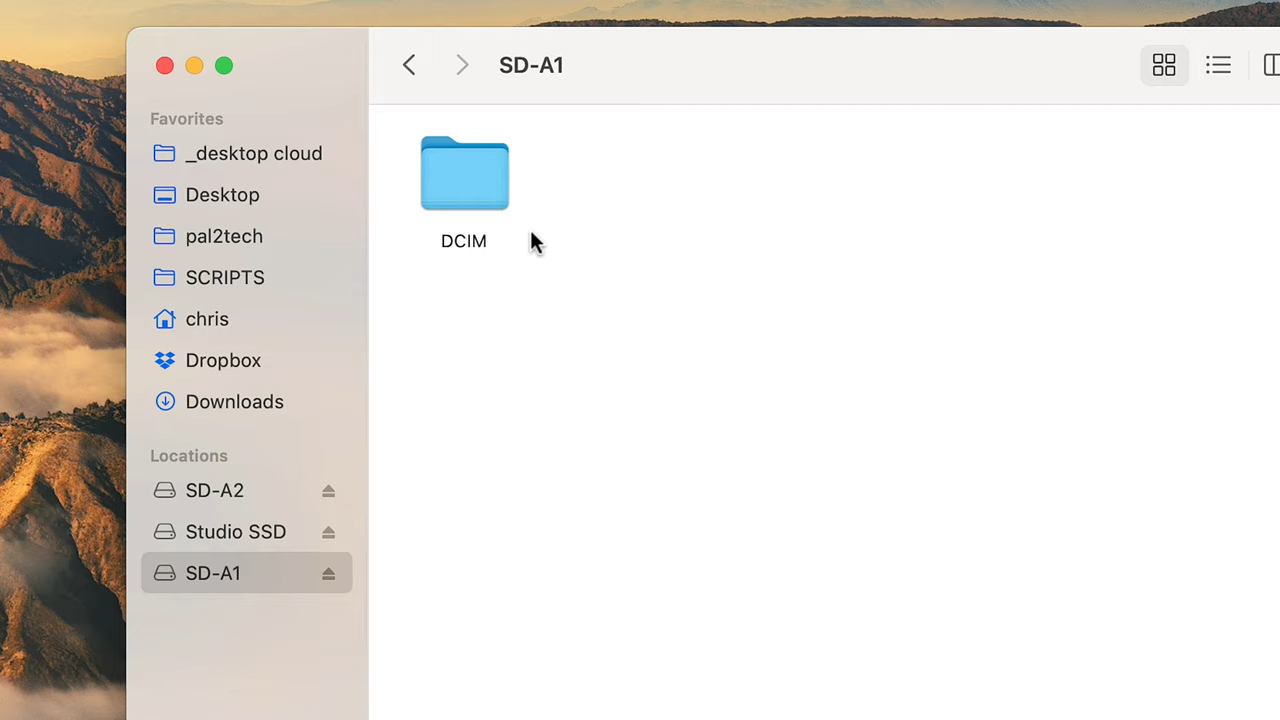 SD-A1
Favorites
_desktop cloud
Desktop
pal2tech
SCRIPTS
chris
Dropbox
Downloads
Locations
SD-A2
Studio SSD
SD-A1
DCIM